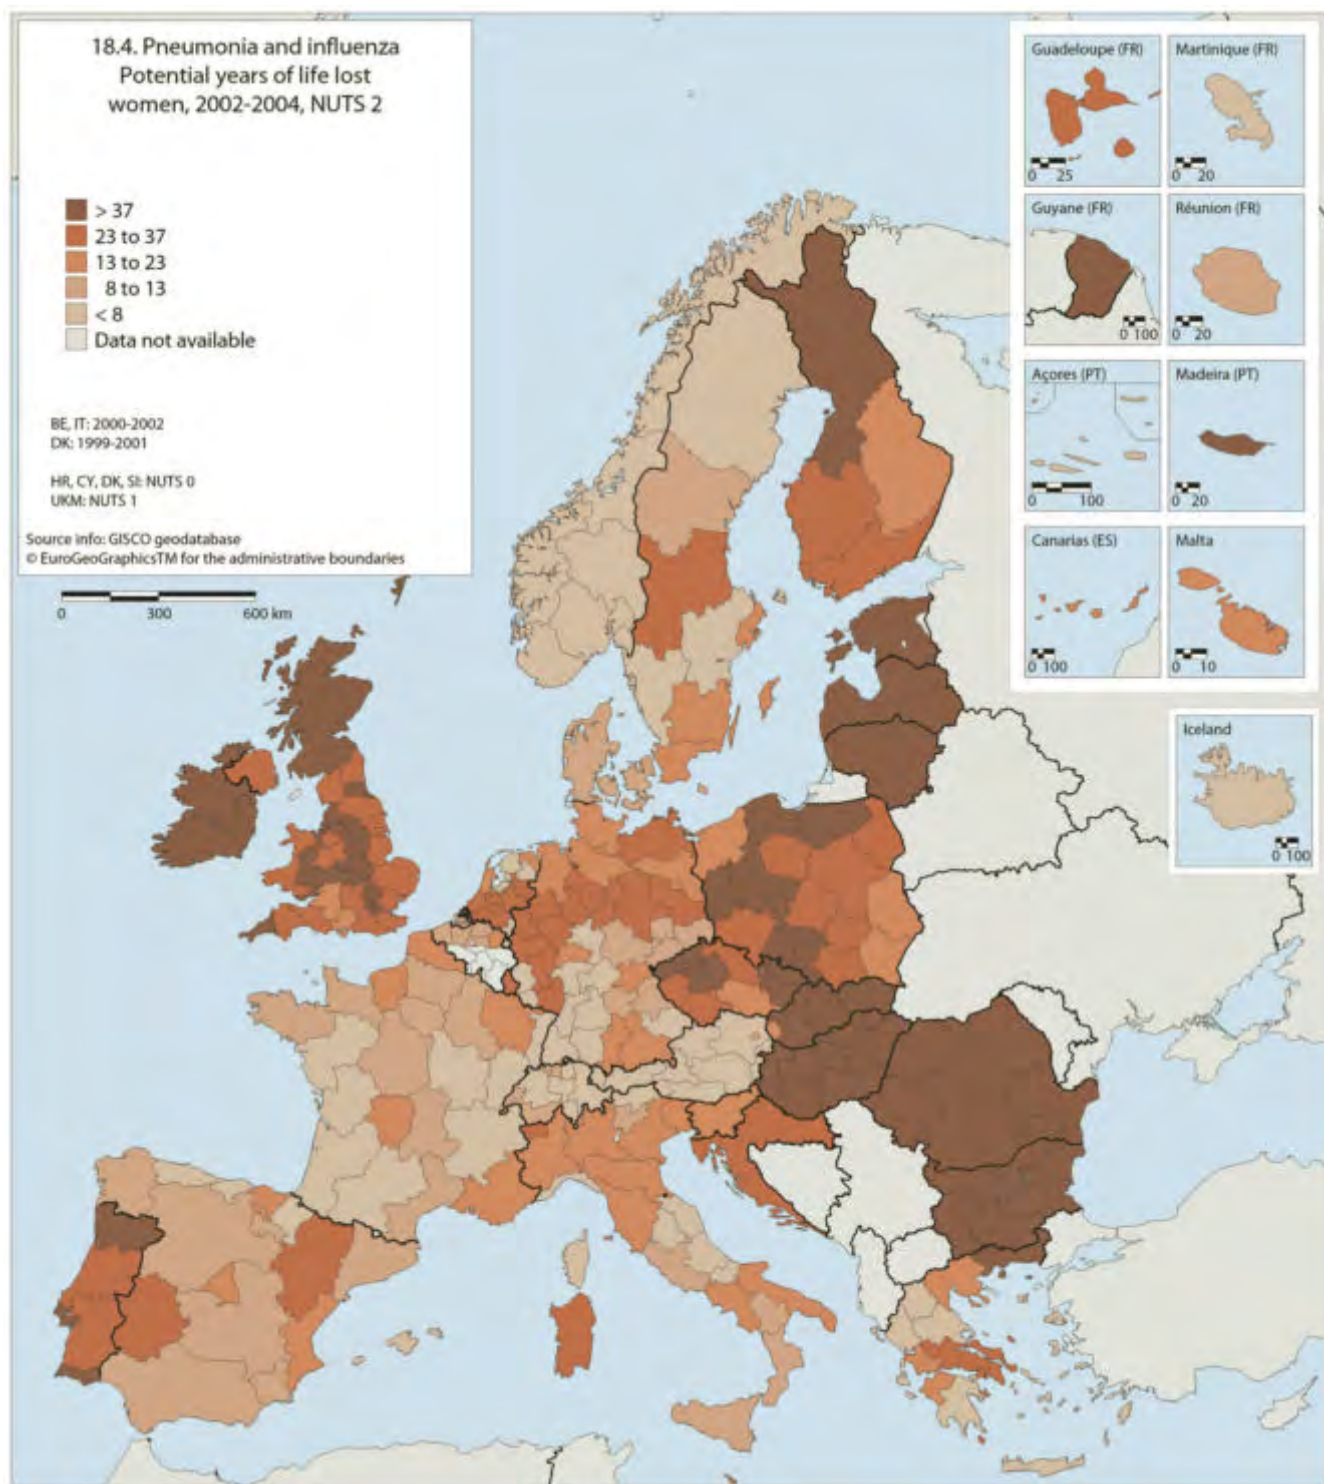 18.4. Pneumonia and influenza
Potential years of life lost
women, 2002-2004, NUTS 2
> 37
23 to 37
13 to 23
8 to 13
< 8
Data not available
BE, IT: 2000-2002
DK: 1999-2001
HR, CY, DK, SI: NUTS 0
UKM: NUTS 1
Source info: GISCO geodatabase
© EuroGeoGraphicsTM for the administrative boundaries
0 300 600 km
Guadeloupe (FR)
0 25
Martinique (FR)
0 20
Guyane (FR)
0 100
Réunion (FR)
0 20
Açores (PT)
0 100
Madeira (PT)
0 20
Canarias (ES)
0 100
Malta
0 10
Iceland
0 100